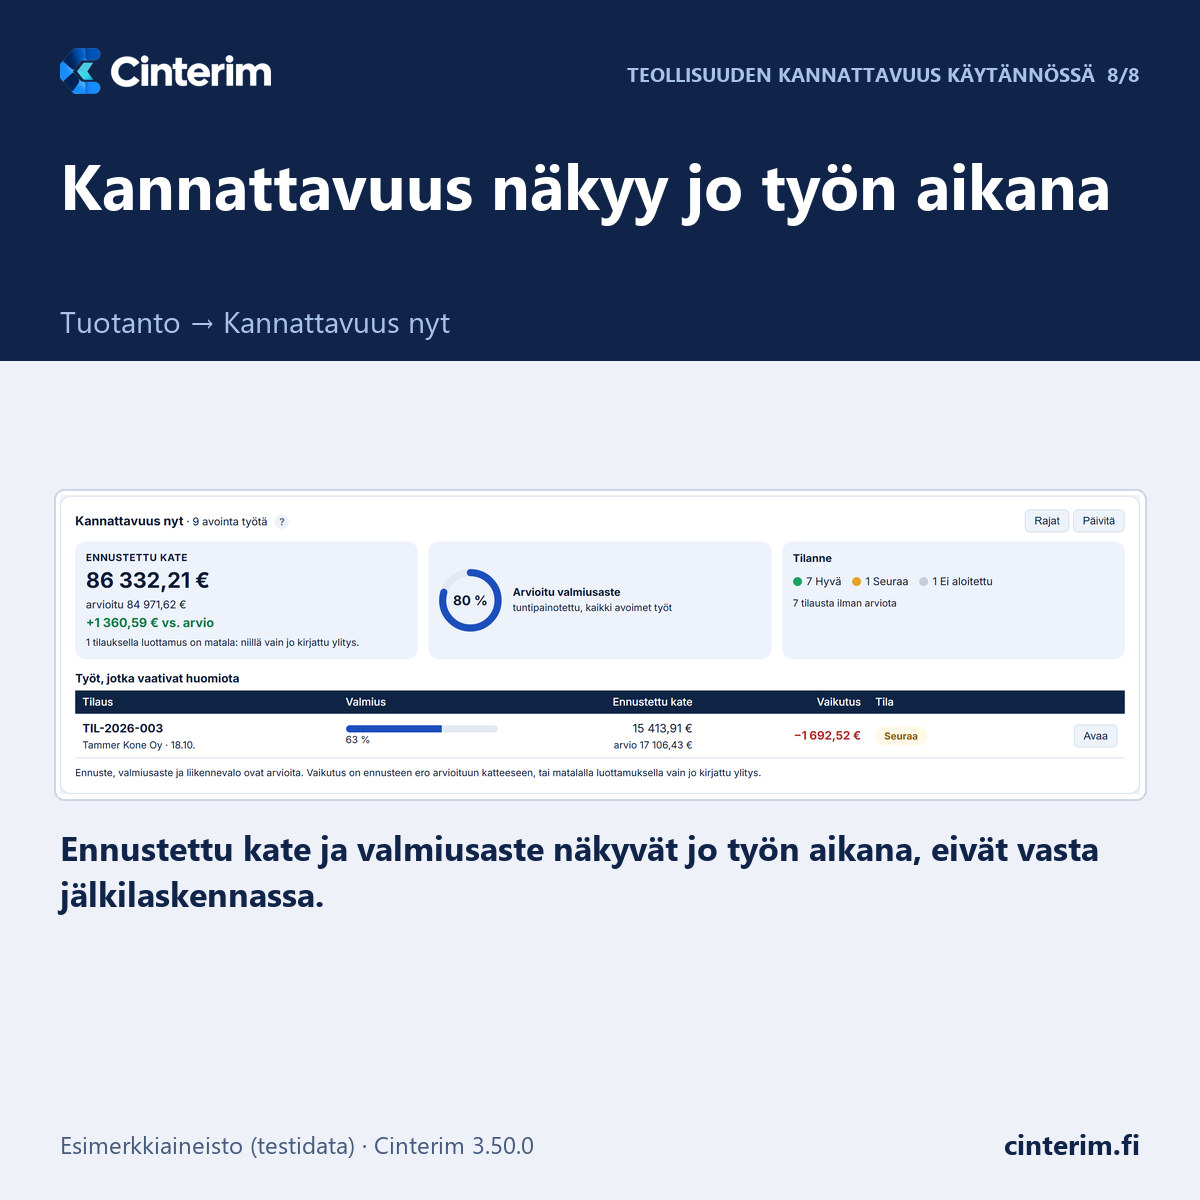 Cinterim
TEOLLISUUDEN KANNATTAVUUS KÄYTÄNNÖSSÄ 8/8
Kannattavuus näkyy jo työn aikana
Tuotanto → Kannattavuus nyt
Kannattavuus nyt · 9 avointa työtä ?
Rajat Päivitä
ENNUSTETTU KATE
86 332,21 €
arvioitu 84 971,62 €
+1 360,59 € vs. arvio
1 tilauksella luottamus on matala: niillä vain jo kirjattu ylitys.
80 %
Arvioitu valmiusaste
tuntipainotettu, kaikki avoimet työt
Tilanne
7 Hyvä 1 Seuraa 1 Ei aloitettu
7 tilausta ilman arviota
Työt, jotka vaativat huomiota
Tilaus Valmius Ennustettu kate Vaikutus Tila
TIL-2026-003 15 413,91 €
Tammer Kone Oy · 18.10. 63 % arvio 17 106,43 € −1 692,52 € Seuraa Avaa
Ennuste, valmiusaste ja liikennevalo ovat arvioita. Vaikutus on ennusteen ero arvioituun katteeseen, tai matalalla luottamuksella vain jo kirjattu ylitys.
Ennustettu kate ja valmiusaste näkyvät jo työn aikana, eivät vasta
jälkilaskennassa.
Esimerkkiaineisto (testidata) · Cinterim 3.50.0
cinterim.fi